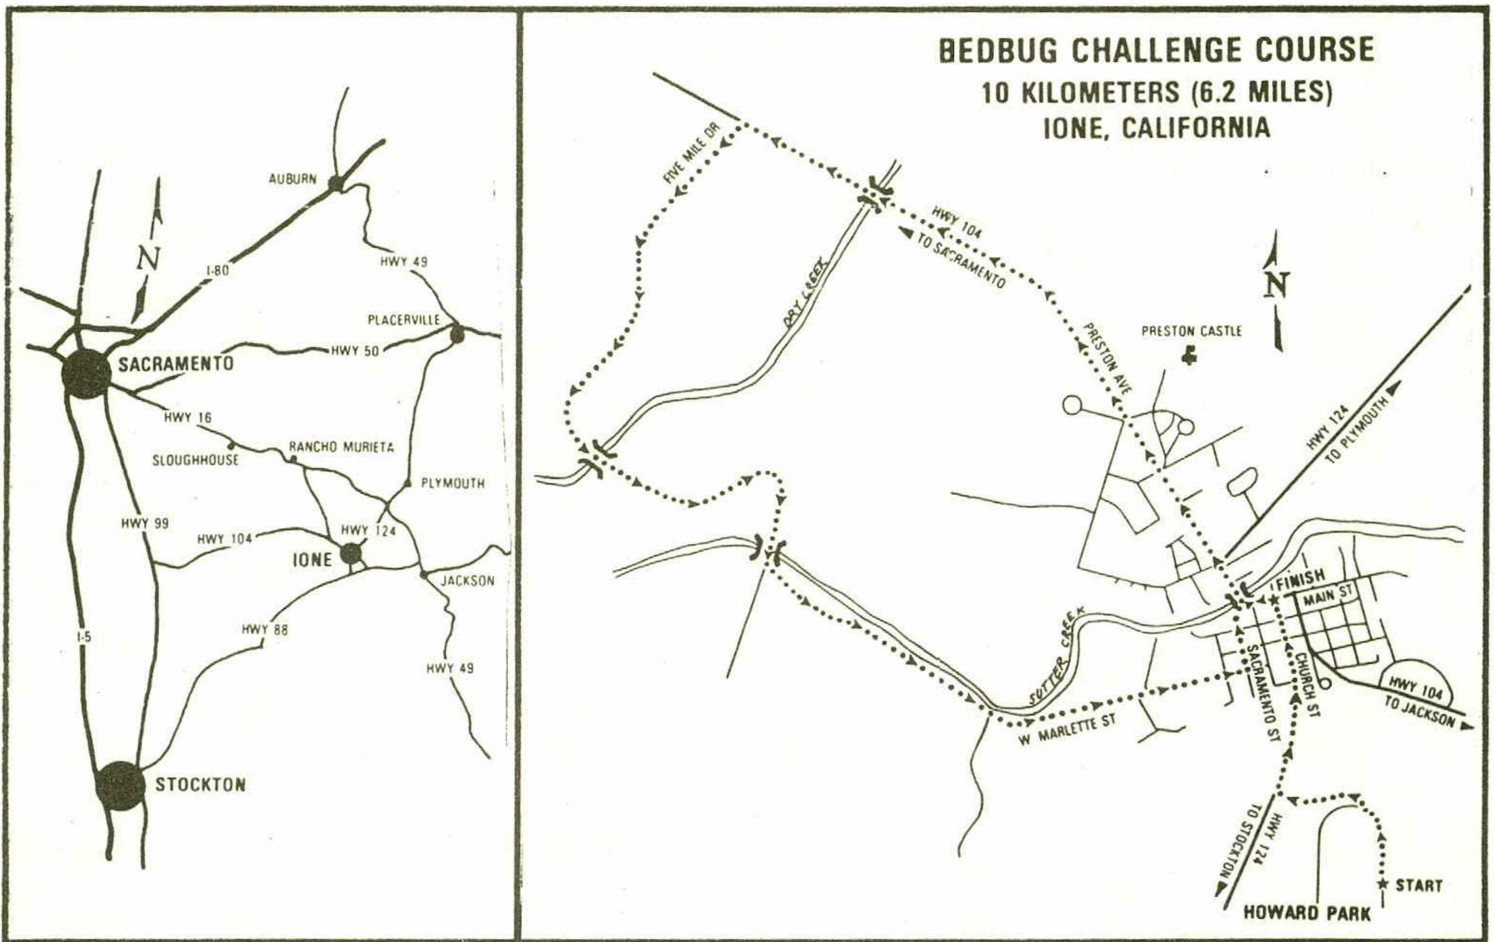 AUBURN
N
I-80
HWY 49
PLACERVILLE
HWY 50
SACRAMENTO
HWY 16
SLOUGHHOUSE
RANCHO MURIETA
PLYMOUTH
HWY 99
HWY 104
HWY 124
IONE
JACKSON
HWY 88
I-5
HWY 49
STOCKTON
BEDBUG CHALLENGE COURSE
10 KILOMETERS (6.2 MILES)
IONE, CALIFORNIA
FIVE MILE DR
HWY 104
TO SACRAMENTO
DRY CREEK
N
PRESTON AVE
PRESTON CASTLE
HWY 124
TO PLYMOUTH
FINISH
MAIN ST
SUTTER CREEK
SACRAMENTO ST
CHURCH ST
HWY 104
TO JACKSON
W MARLETTE ST
HWY 124
TO STOCKTON
START
HOWARD PARK